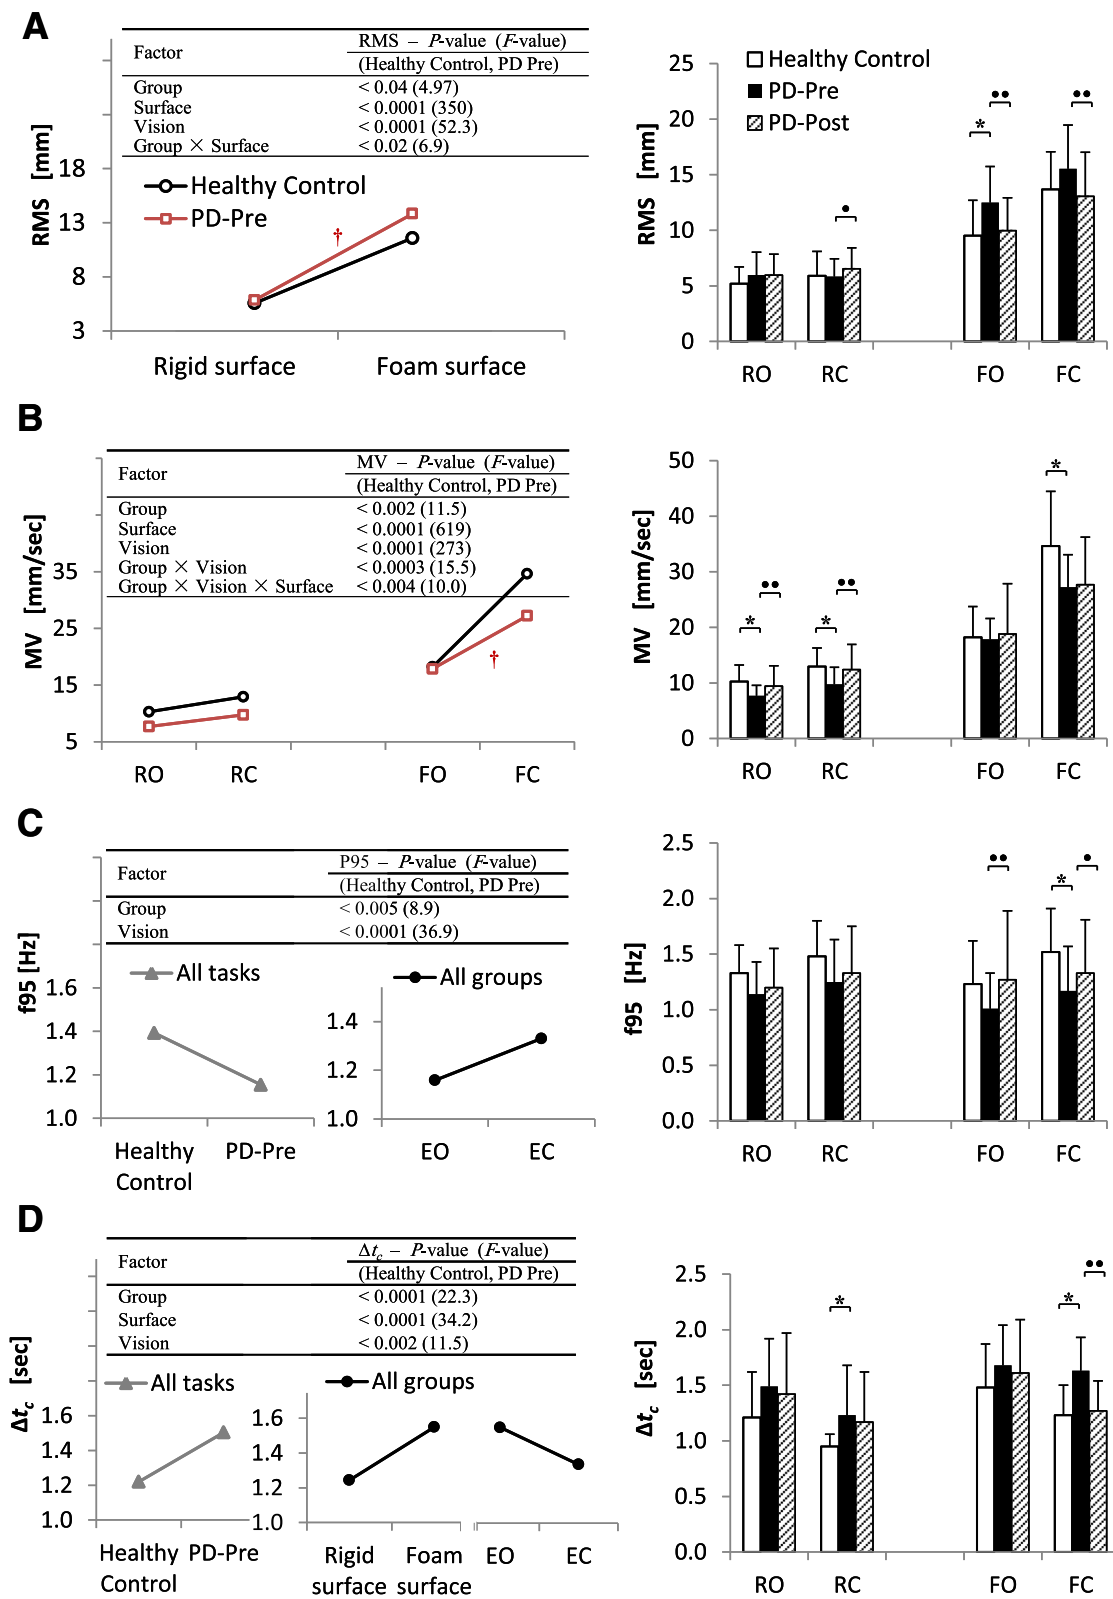 A
Factor
RMS – P-value (F-value)
(Healthy Control, PD Pre)
Group < 0.04 (4.97)
Surface < 0.0001 (350)
Vision < 0.0001 (52.3)
Group × Surface < 0.02 (6.9)
RMS [mm]
18
13
8
3
Healthy Control
PD-Pre
†
Rigid surface Foam surface
RMS [mm]
25
20
15
10
5
0
Healthy Control
PD-Pre
PD-Post
*
••
••
•
RO RC FO FC
B
Factor
MV – P-value (F-value)
(Healthy Control, PD Pre)
Group < 0.002 (11.5)
Surface < 0.0001 (619)
Vision < 0.0001 (273)
Group × Vision < 0.0003 (15.5)
Group × Vision × Surface < 0.004 (10.0)
MV [mm/sec]
35
25
15
5
†
RO RC FO FC
MV [mm/sec]
50
40
30
20
10
0
*
••
*
••
*
RO RC FO FC
C
Factor
P95 – P-value (F-value)
(Healthy Control, PD Pre)
Group < 0.005 (8.9)
Vision < 0.0001 (36.9)
f95 [Hz]
1.6
1.4
1.2
1.0
All tasks
Healthy PD-Pre
Control
1.4
1.2
1.0
All groups
EO EC
f95 [Hz]
2.5
2.0
1.5
1.0
0.5
0.0
••
*
•
RO RC FO FC
D
Factor
Δtc – P-value (F-value)
(Healthy Control, PD Pre)
Group < 0.0001 (22.3)
Surface < 0.0001 (34.2)
Vision < 0.002 (11.5)
Δtc [sec]
1.6
1.4
1.2
1.0
All tasks
Healthy PD-Pre
Control
1.6
1.4
1.2
1.0
All groups
Rigid Foam EO EC
surface surface
Δtc [sec]
2.5
2.0
1.5
1.0
0.5
0.0
*
*
••
RO RC FO FC